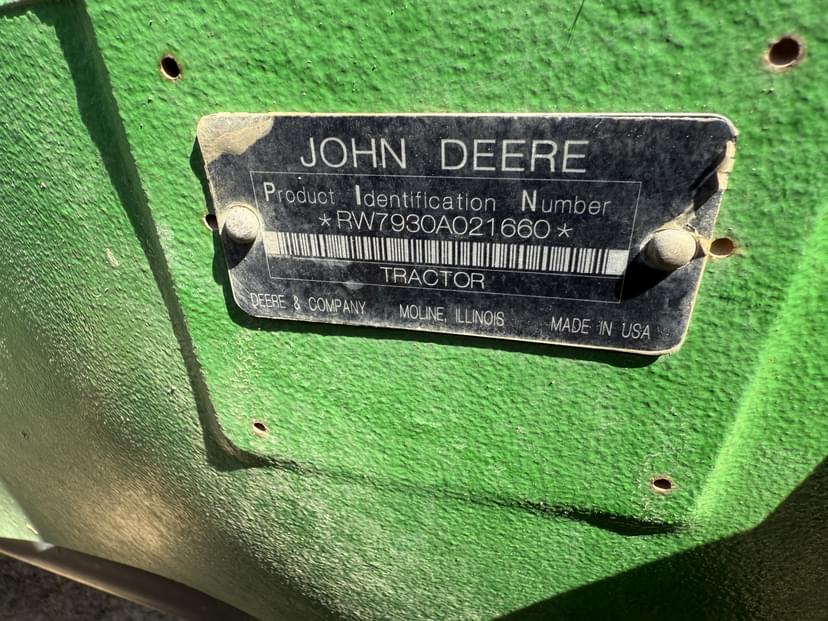 JOHN DEERE
Product Identification Number
*RW7930A021660*
TRACTOR
DEERE & COMPANY MOLINE, ILLINOIS MADE IN USA